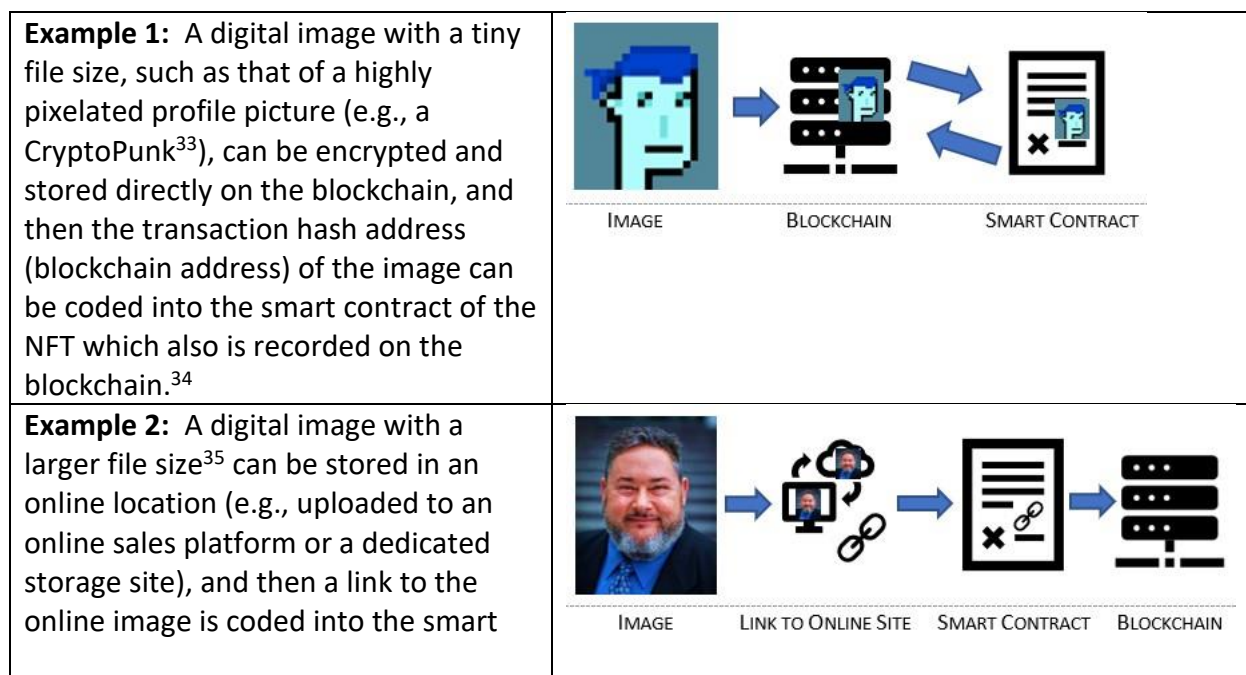 Example 1:  A digital image with a tiny
file size, such as that of a highly
pixelated profile picture (e.g., a
CryptoPunk33), can be encrypted and
stored directly on the blockchain, and
then the transaction hash address
(blockchain address) of the image can
be coded into the smart contract of the
NFT which also is recorded on the
blockchain.34
IMAGE BLOCKCHAIN SMART CONTRACT
Example 2:  A digital image with a
larger file size35 can be stored in an
online location (e.g., uploaded to an
online sales platform or a dedicated
storage site), and then a link to the
online image is coded into the smart
IMAGE LINK TO ONLINE SITE SMART CONTRACT BLOCKCHAIN